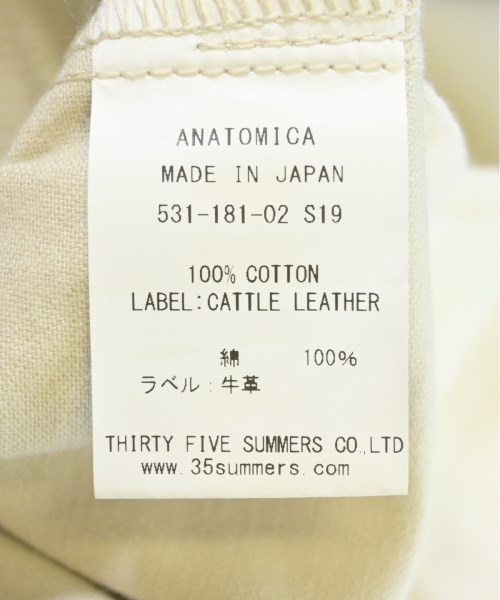 ANATOMICA
MADE IN JAPAN
531-181-02 S19
100% COTTON
LABEL:CATTLE LEATHER
綿 100%
ラベル:牛革
THIRTY FIVE SUMMERS CO.,LTD
www.35summers.com